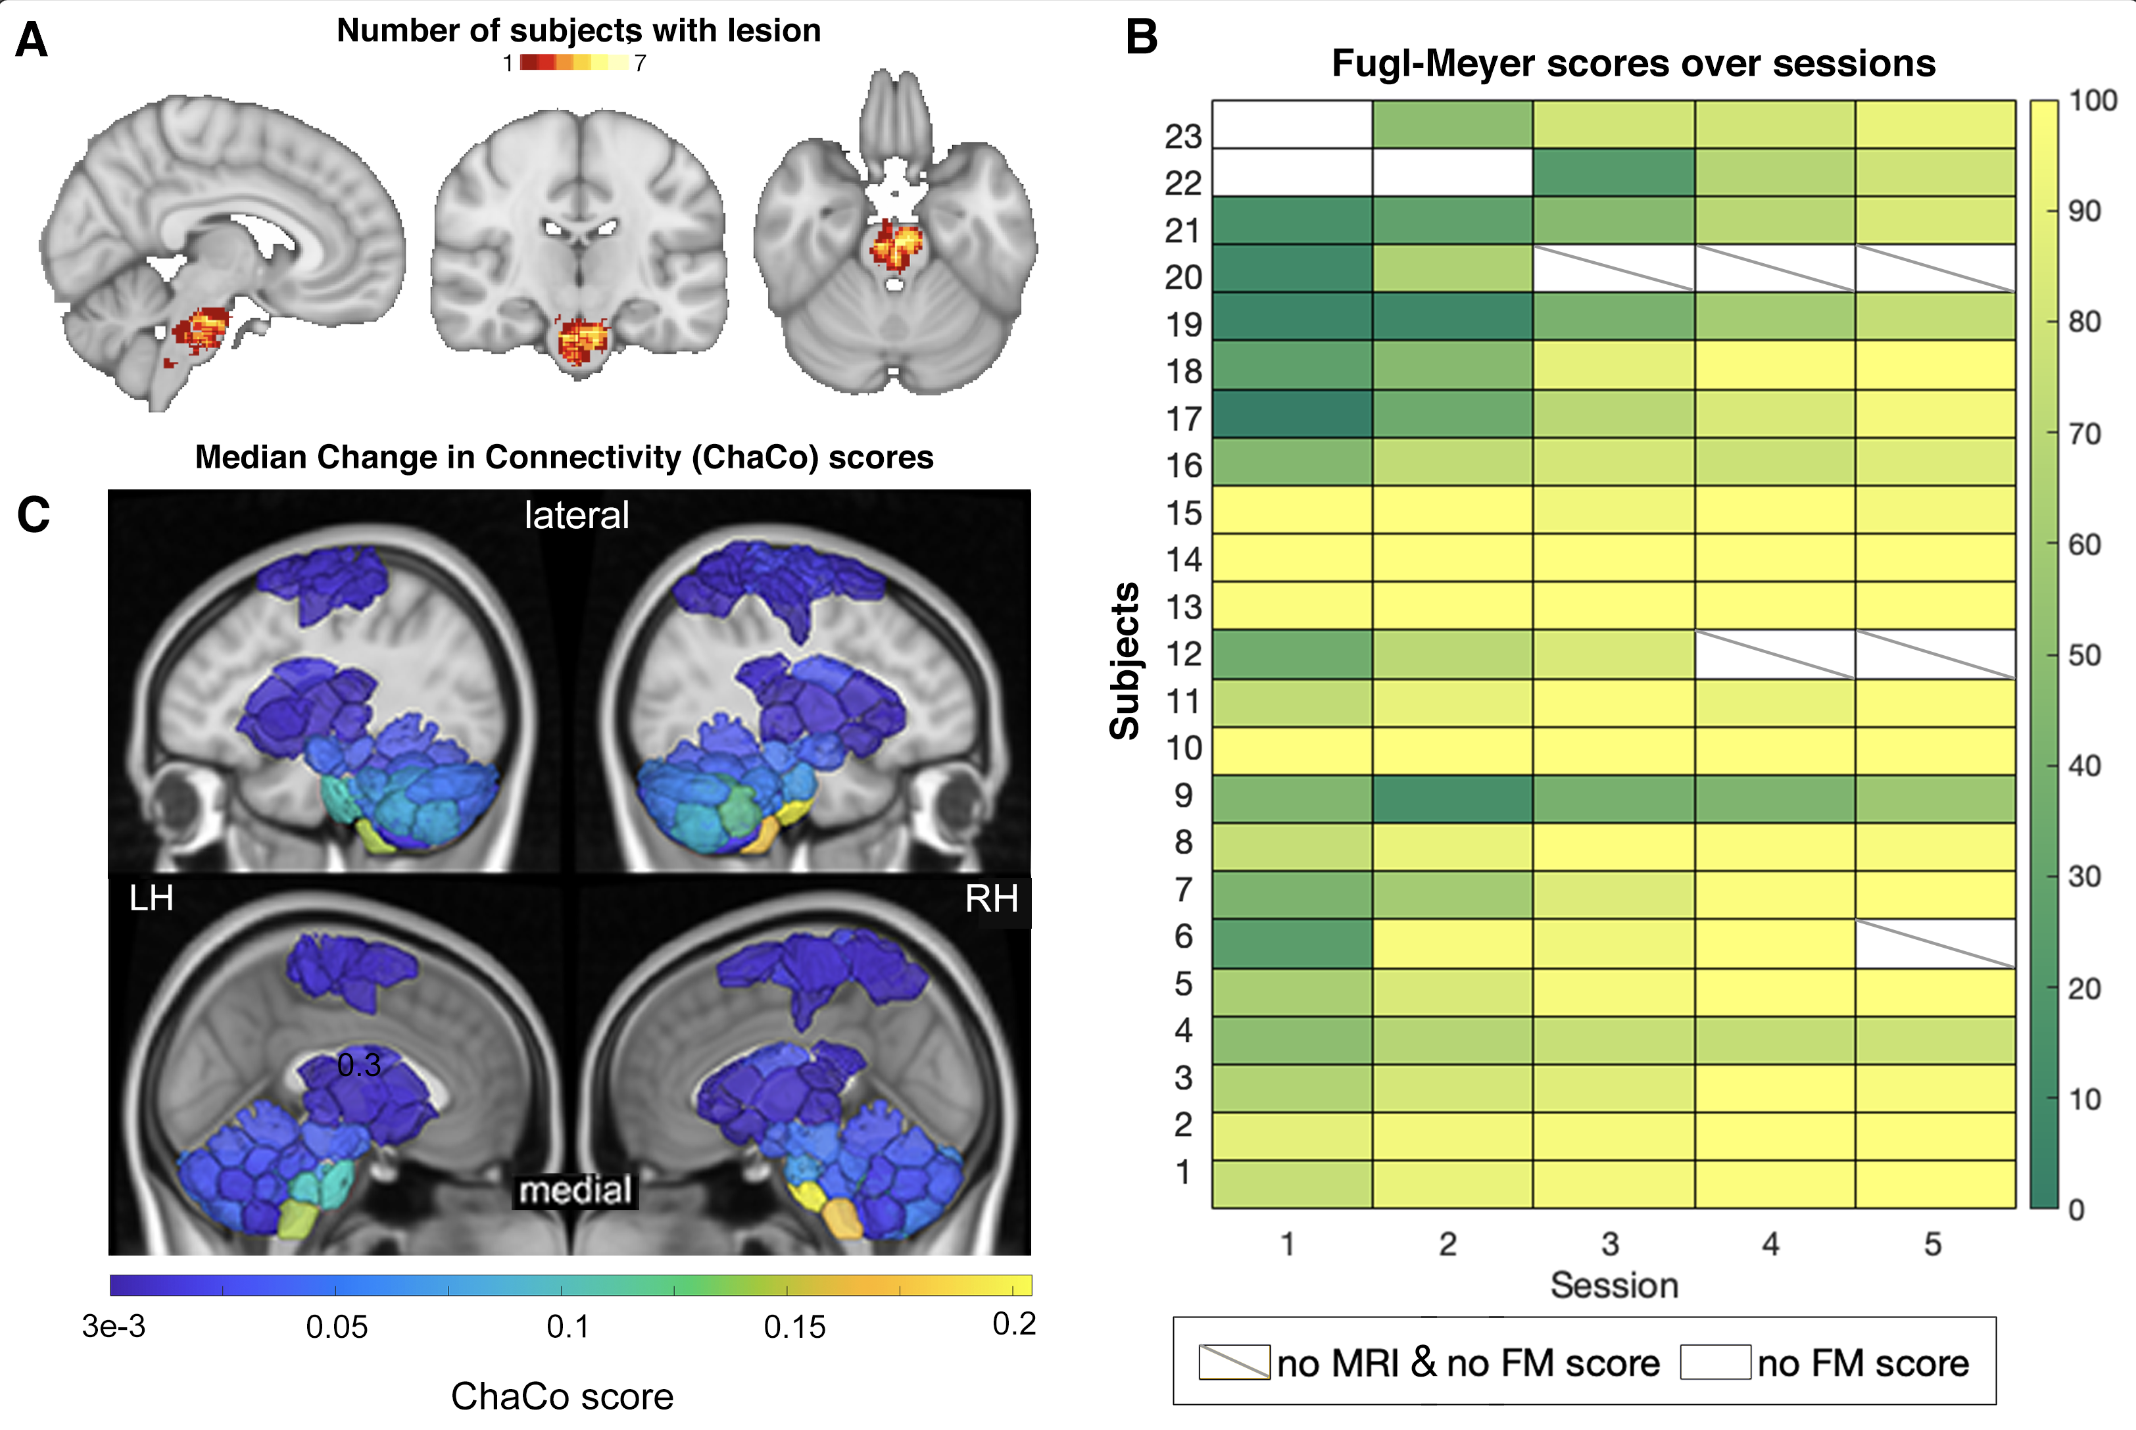 A
Number of subjects with lesion
1 7
Median Change in Connectivity (ChaCo) scores
C
lateral
LH RH
0.3
medial
3e-3 0.05 0.1 0.15 0.2
ChaCo score
B
Fugl-Meyer scores over sessions
Subjects
23
22
21
20
19
18
17
16
15
14
13
12
11
10
9
8
7
6
5
4
3
2
1
1 2 3 4 5
Session
100
90
80
70
60
50
40
30
20
10
0
no MRI & no FM score no FM score